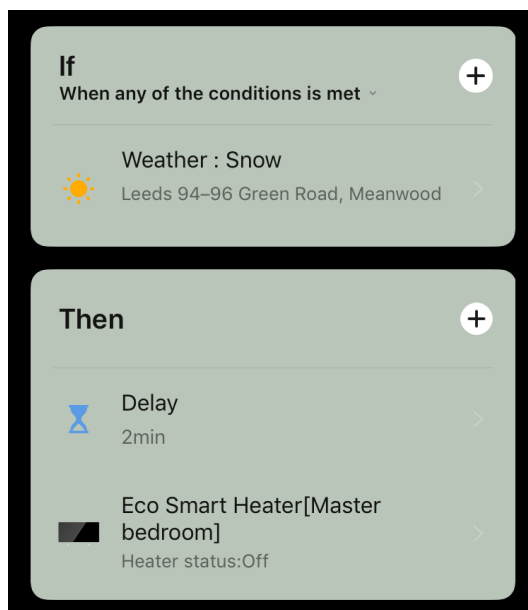 If
When any of the conditions is met
Weather : Snow
Leeds 94–96 Green Road, Meanwood
Then
Delay
2min
Eco Smart Heater[Master
bedroom]
Heater status:Off